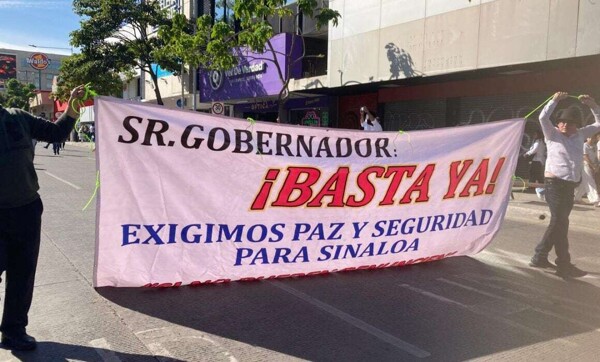 SR. GOBERNADOR:
¡BASTA YA!
EXIGIMOS PAZ Y SEGURIDAD
PARA SINALOA